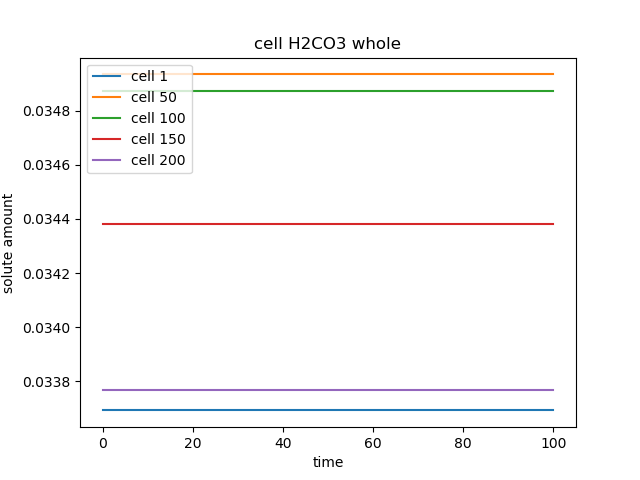 cell H2CO3 whole
cell 1
cell 50
cell 100
cell 150
cell 200
0.0348
0.0346
0.0344
0.0342
0.0340
0.0338
solute amount
0 20 40 60 80 100
time